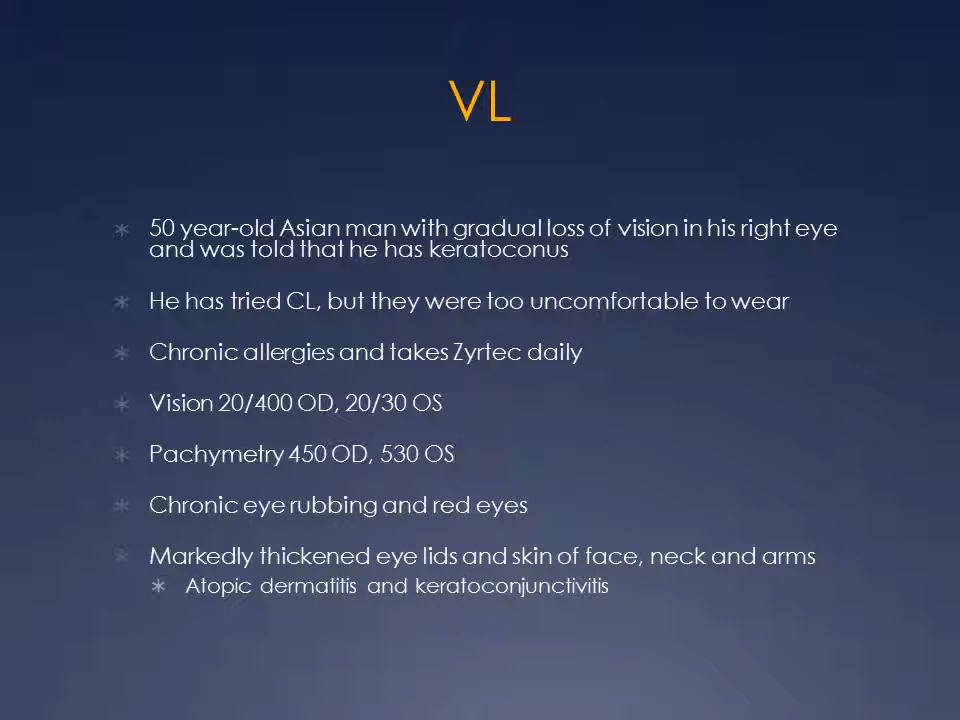 VL
50 year-old Asian man with gradual loss of vision in his right eye
and was told that he has keratoconus
He has tried CL, but they were too uncomfortable to wear
Chronic allergies and takes Zyrtec daily
Vision 20/400 OD, 20/30 OS
Pachymetry 450 OD, 530 OS
Chronic eye rubbing and red eyes
Markedly thickened eye lids and skin of face, neck and arms
Atopic dermatitis and keratoconjunctivitis